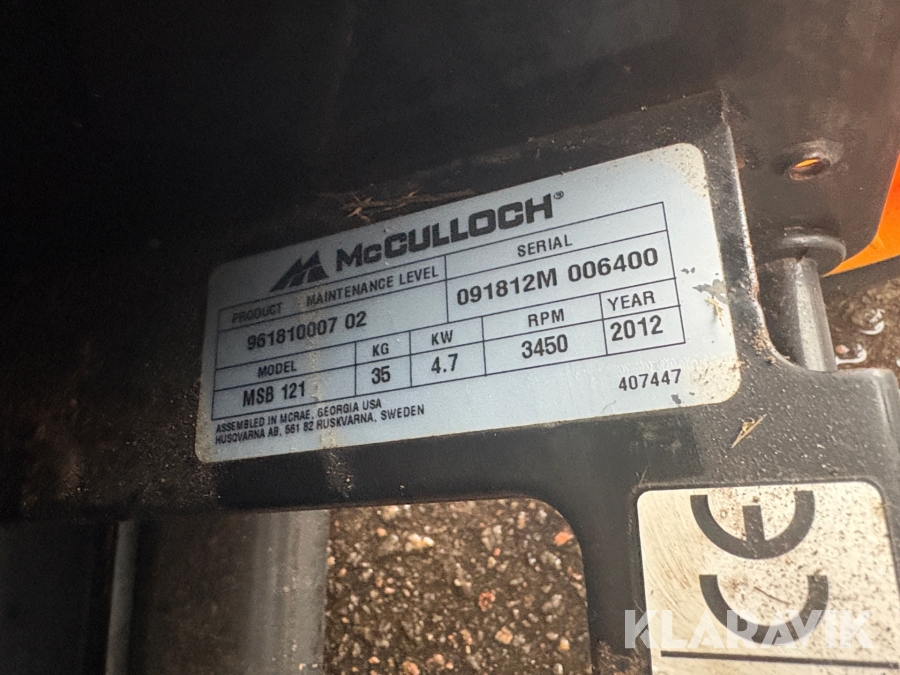 McCULLOCH®
PRODUCT MAINTENANCE LEVEL SERIAL
961810007 02 091812M 006400
MODEL KG KW RPM YEAR
MSB 121 35 4.7 3450 2012
ASSEMBLED IN MCRAE, GEORGIA USA
HUSQVARNA AB, 561 82 HUSKVARNA, SWEDEN
407447
CE
KLARAVIK